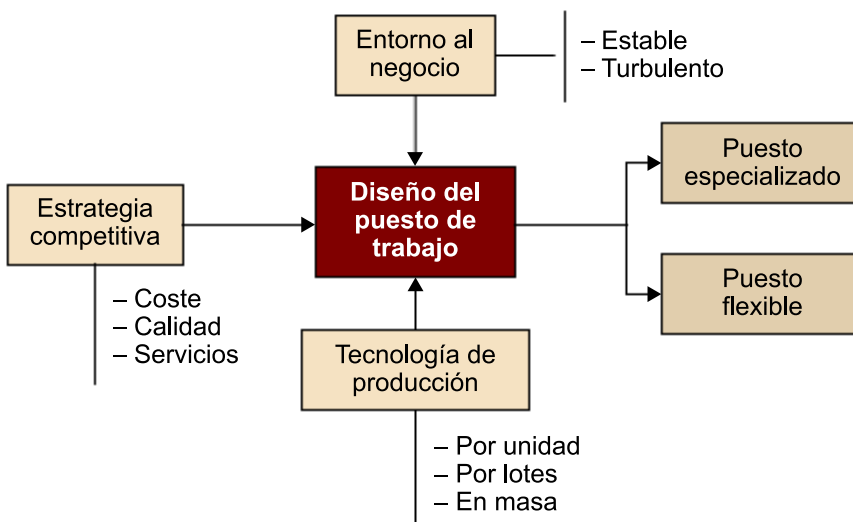 Entorno al
negocio
– Estable
– Turbulento
Puesto
especializado
Diseño del
puesto de
trabajo
Estrategia
competitiva
Puesto
flexible
– Coste
– Calidad
– Servicios
Tecnología de
producción
– Por unidad
– Por lotes
– En masa